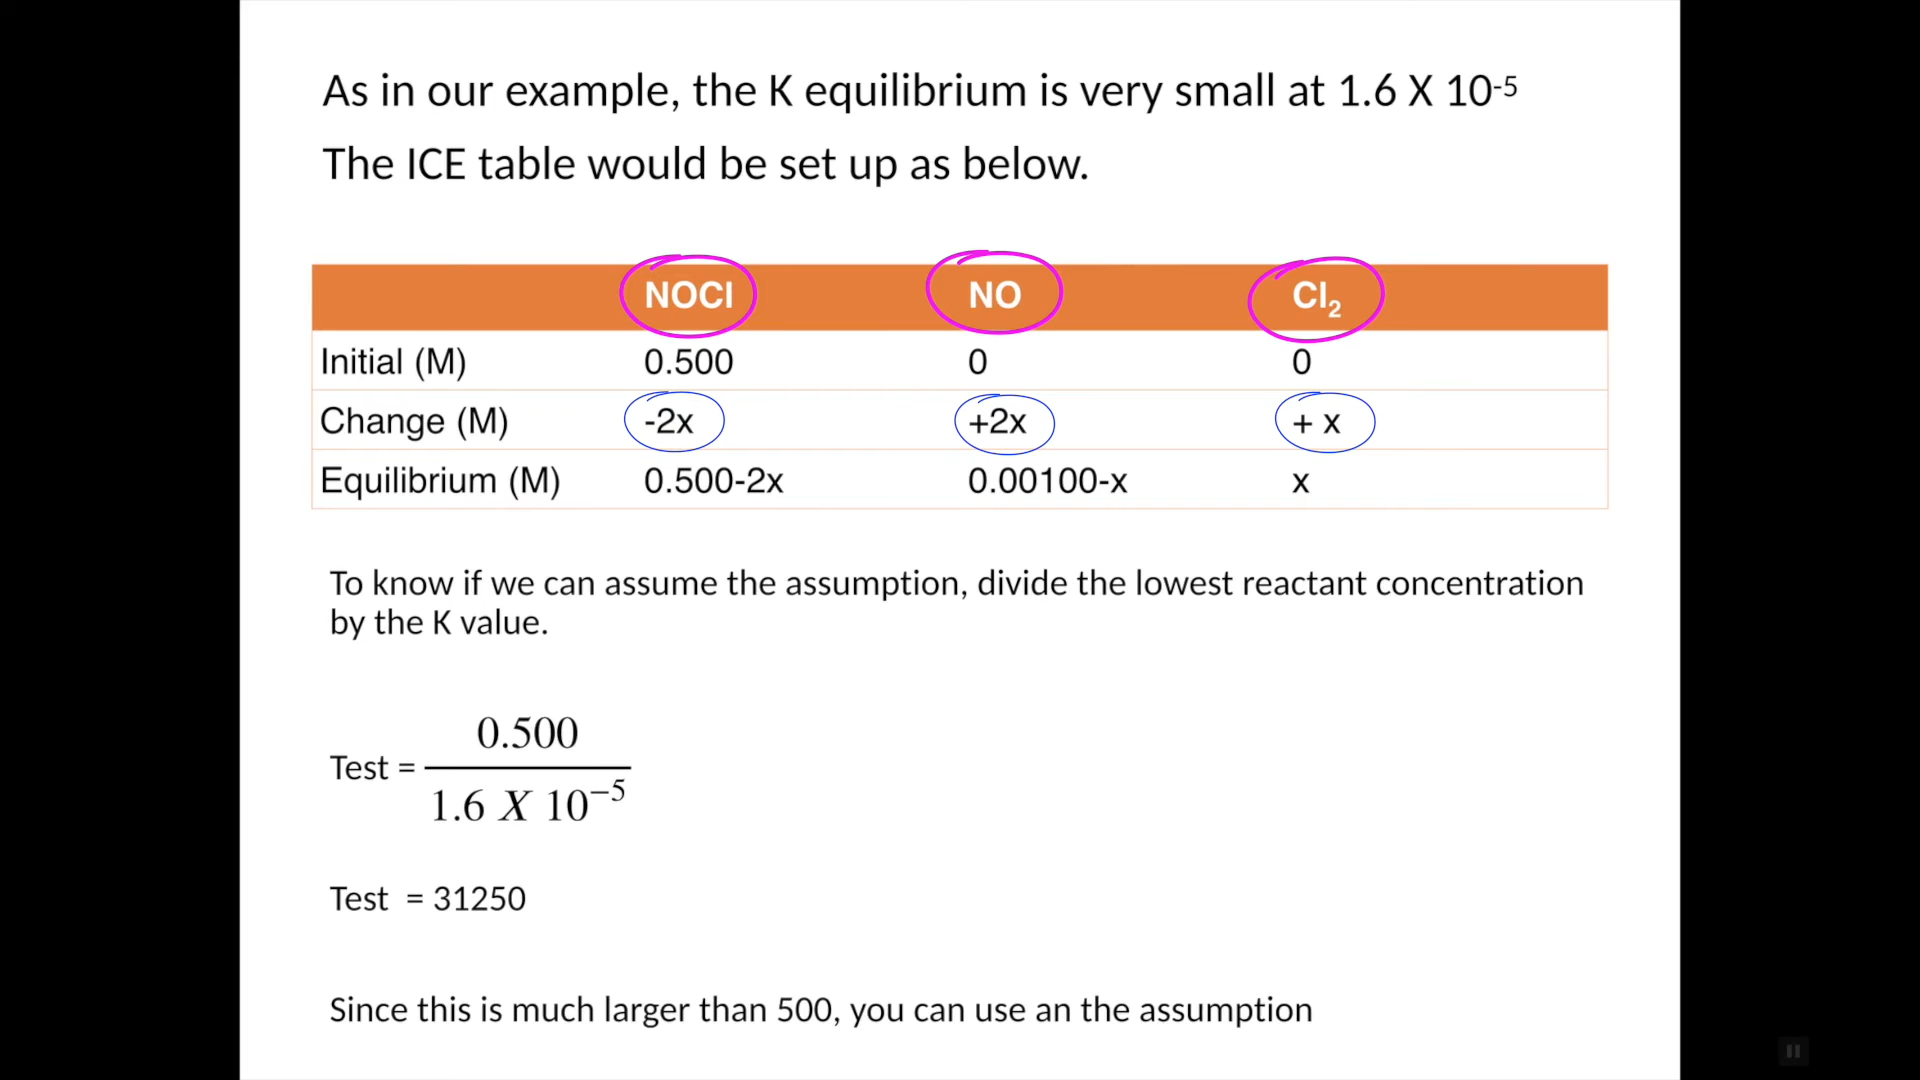 As in our example, the K equilibrium is very small at 1.6 X 10-5
The ICE table would be set up as below.
NOCl NO Cl2
Initial (M) 0.500 0 0
Change (M) -2x +2x + x
Equilibrium (M) 0.500-2x 0.00100-x x
To know if we can assume the assumption, divide the lowest reactant concentration
by the K value.
0.500
Test =
1.6 X 10−5
Test = 31250
Since this is much larger than 500, you can use an the assumption